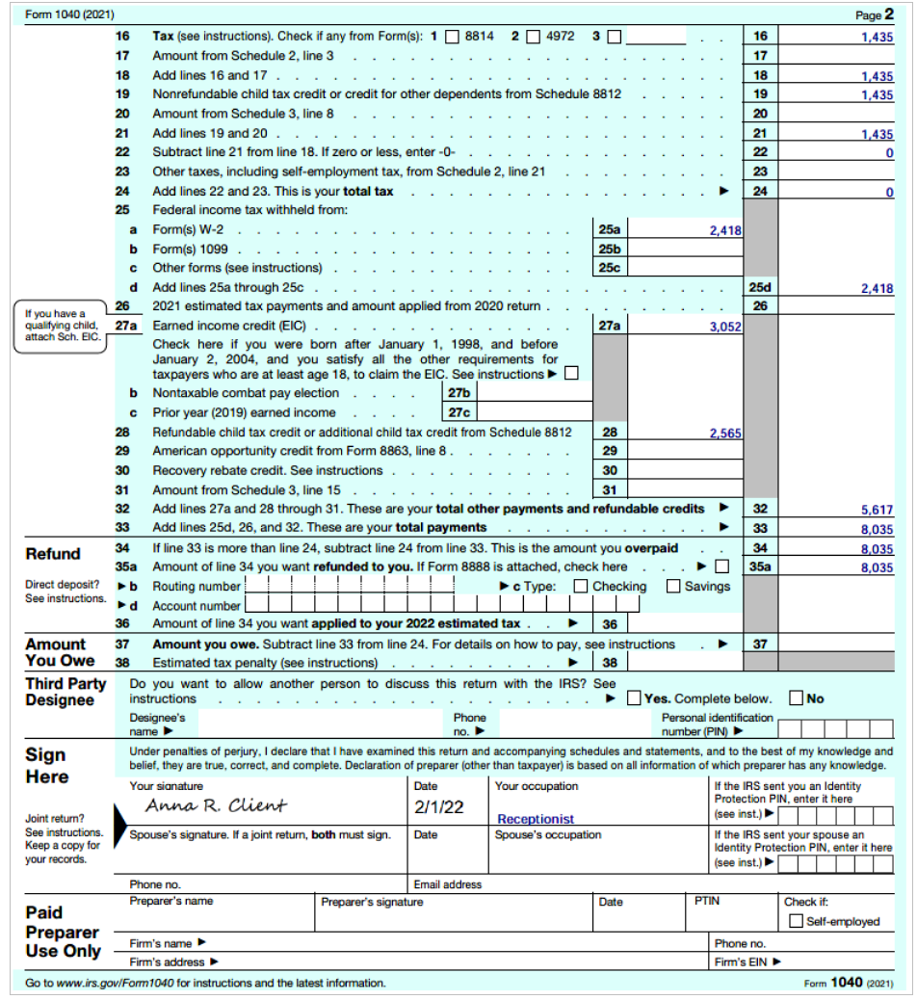 Form 1040 (2021) Page 2
16 Tax (see instructions). Check if any from Form(s): 1 8814 2 4972 3 . . 16 1,435
17 Amount from Schedule 2, line 3 . . . . . . . . . . . . . . . . . . . . 17
18 Add lines 16 and 17 . . . . . . . . . . . . . . . . . . . . . . . . 18 1,435
19 Nonrefundable child tax credit or credit for other dependents from Schedule 8812 . . . . . 19 1,435
20 Amount from Schedule 3, line 8 . . . . . . . . . . . . . . . . . . . . 20
21 Add lines 19 and 20 . . . . . . . . . . . . . . . . . . . . . . . . 21 1,435
22 Subtract line 21 from line 18. If zero or less, enter -0- . . . . . . . . . . . . . . 22 0
23 Other taxes, including self-employment tax, from Schedule 2, line 21 . . . . . . . . . 23
24 Add lines 22 and 23. This is your total tax . . . . . . . . . . . . . . . . ▶ 24 0
25 Federal income tax withheld from:
a Form(s) W-2 . . . . . . . . . . . . . . . . . . 25a 2,418
b Form(s) 1099 . . . . . . . . . . . . . . . . . . 25b
c Other forms (see instructions) . . . . . . . . . . . . . 25c
d Add lines 25a through 25c . . . . . . . . . . . . . . . . . . . . . . 25d 2,418
26 2021 estimated tax payments and amount applied from 2020 return . . . . . . . . . . 26
If you have a
qualifying child,
attach Sch. EIC.
27a Earned income credit (EIC) . . . . . . . . . . . . . . 27a 3,052
Check here if you were born after January 1, 1998, and before
January 2, 2004, and you satisfy all the other requirements for
taxpayers who are at least age 18, to claim the EIC. See instructions ▶
b Nontaxable combat pay election . . . . 27b
c Prior year (2019) earned income . . . . 27c
28 Refundable child tax credit or additional child tax credit from Schedule 8812 28 2,565
29 American opportunity credit from Form 8863, line 8 . . . . . . . 29
30 Recovery rebate credit. See instructions . . . . . . . . . . 30
31 Amount from Schedule 3, line 15 . . . . . . . . . . . . 31
32 Add lines 27a and 28 through 31. These are your total other payments and refundable credits ▶ 32 5,617
33 Add lines 25d, 26, and 32. These are your total payments . . . . . . . . . . . ▶ 33 8,035
Refund
34 If line 33 is more than line 24, subtract line 24 from line 33. This is the amount you overpaid . . 34 8,035
35a Amount of line 34 you want refunded to you. If Form 8888 is attached, check here . . . ▶ 35a 8,035
Direct deposit?
See instructions.
▶ b Routing number ▶ c Type: Checking Savings
▶ d Account number
36 Amount of line 34 you want applied to your 2022 estimated tax . . ▶ 36
Amount
You Owe
37 Amount you owe. Subtract line 33 from line 24. For details on how to pay, see instructions . ▶ 37
38 Estimated tax penalty (see instructions) . . . . . . . . . ▶ 38
Third Party
Designee
Do you want to allow another person to discuss this return with the IRS? See
instructions . . . . . . . . . . . . . . . . . . . . ▶ Yes. Complete below. No
Designee's
name ▶
Phone
no. ▶
Personal identification
number (PIN) ▶
Sign
Here
Under penalties of perjury, I declare that I have examined this return and accompanying schedules and statements, and to the best of my knowledge and
belief, they are true, correct, and complete. Declaration of preparer (other than taxpayer) is based on all information of which preparer has any knowledge.
Joint return?
See instructions.
Keep a copy for
your records.
Your signature
Anna R. Client
Date
2/1/22
Your occupation
Receptionist
If the IRS sent you an Identity
Protection PIN, enter it here
(see inst.) ▶
Spouse's signature. If a joint return, both must sign.
Date
Spouse's occupation
If the IRS sent your spouse an
Identity Protection PIN, enter it here
(see inst.) ▶
Phone no. Email address
Paid
Preparer
Use Only
Preparer's name Preparer's signature Date PTIN Check if:
Self-employed
Firm's name ▶ Phone no.
Firm's address ▶ Firm's EIN ▶
Go to www.irs.gov/Form1040 for instructions and the latest information. Form 1040 (2021)